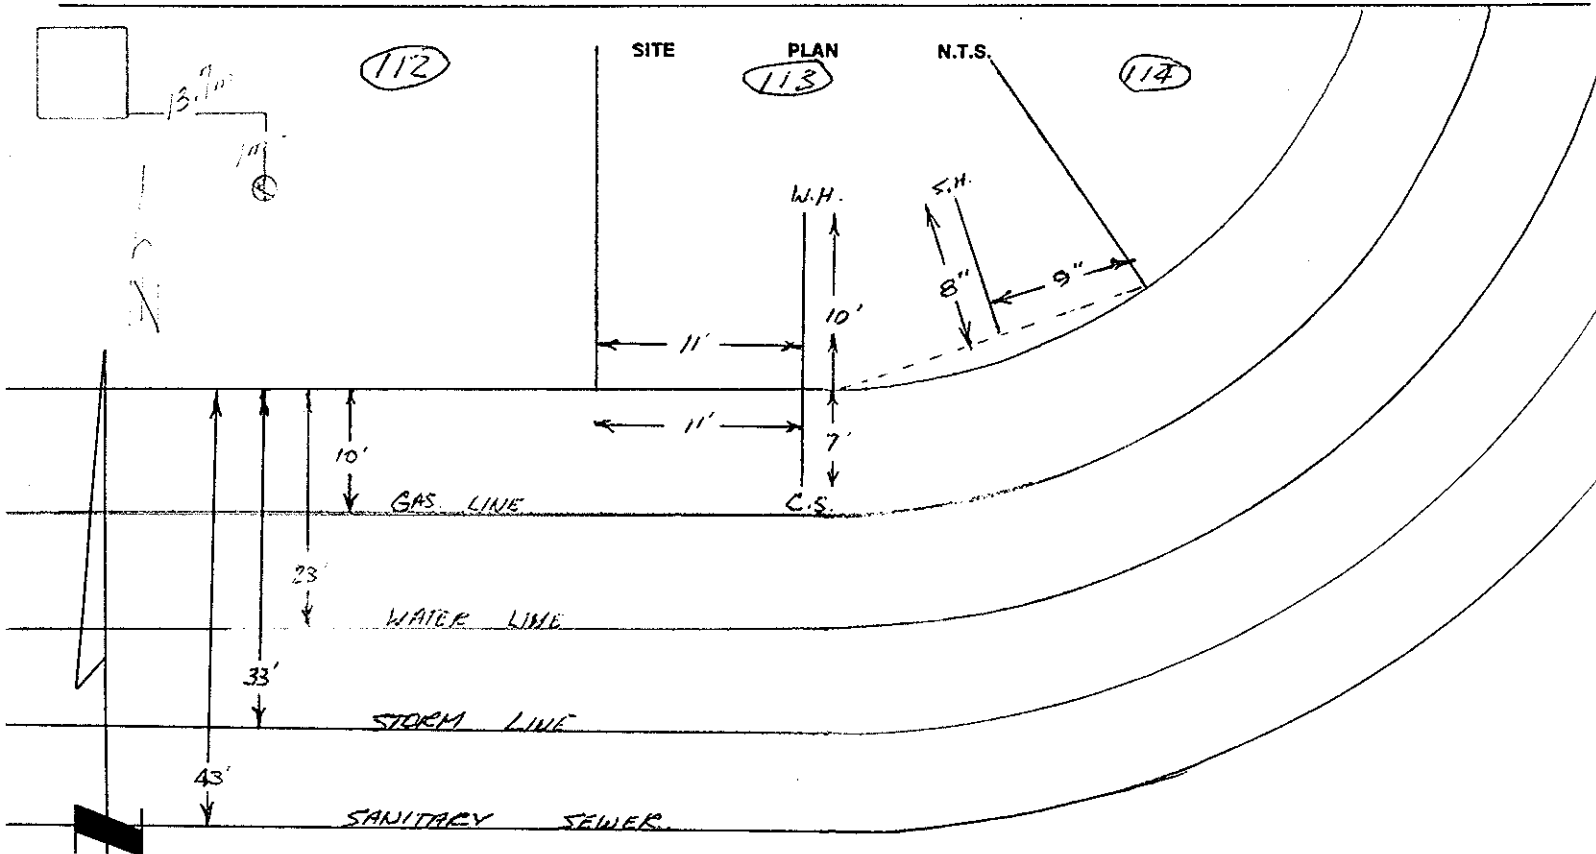 SITE PLAN N.T.S.
112
113
114
W.H.
S.H.
8"
9"
10'
11'
11'
7'
10'
GAS LINE
C.S.
23'
WATER LINE
33'
STORM LINE
43'
SANITARY SEWER